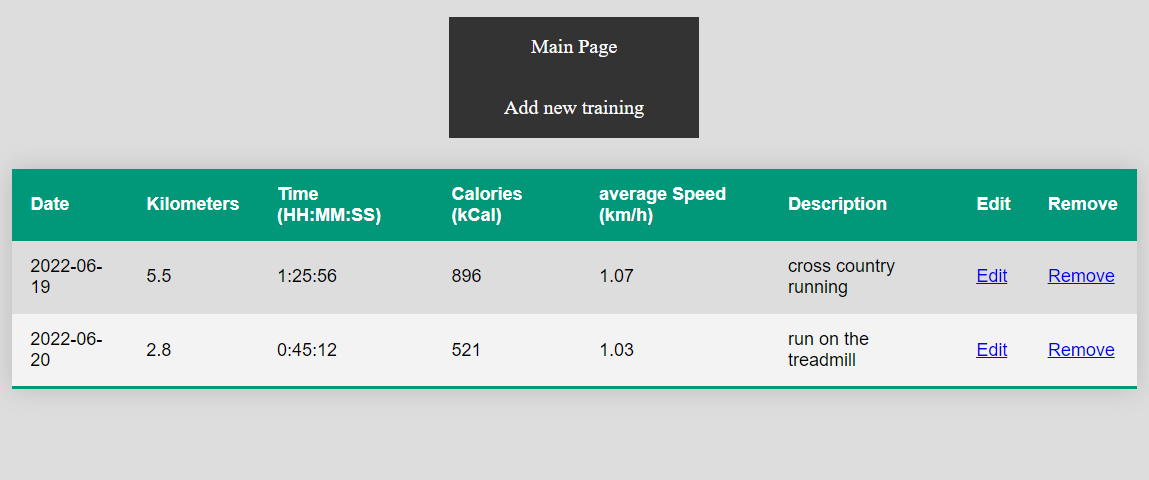 Main Page
Add new training
Date Kilometers Time (HH:MM:SS) Calories (kCal) average Speed (km/h) Description Edit Remove
2022-06-19 5.5 1:25:56 896 1.07 cross country running Edit Remove
2022-06-20 2.8 0:45:12 521 1.03 run on the treadmill Edit Remove